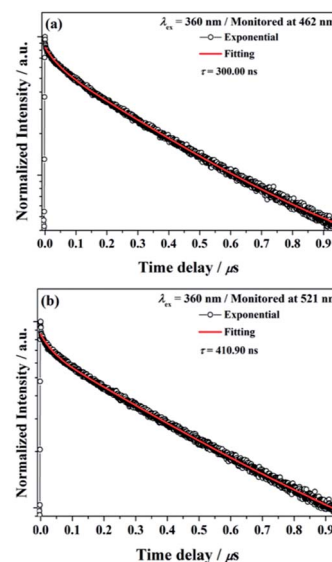 (a)
λex = 360 nm / Monitored at 462 nm
Exponential
Fitting
τ = 300.00 ns
Normalized Intensity / a.u.
0.0 0.1 0.2 0.3 0.4 0.5 0.6 0.7 0.8 0.9
Time delay / μs
(b)
λex = 360 nm / Monitored at 521 nm
Exponential
Fitting
τ = 410.90 ns
Normalized Intensity / a.u.
0.0 0.1 0.2 0.3 0.4 0.5 0.6 0.7 0.8 0.9
Time delay / μs